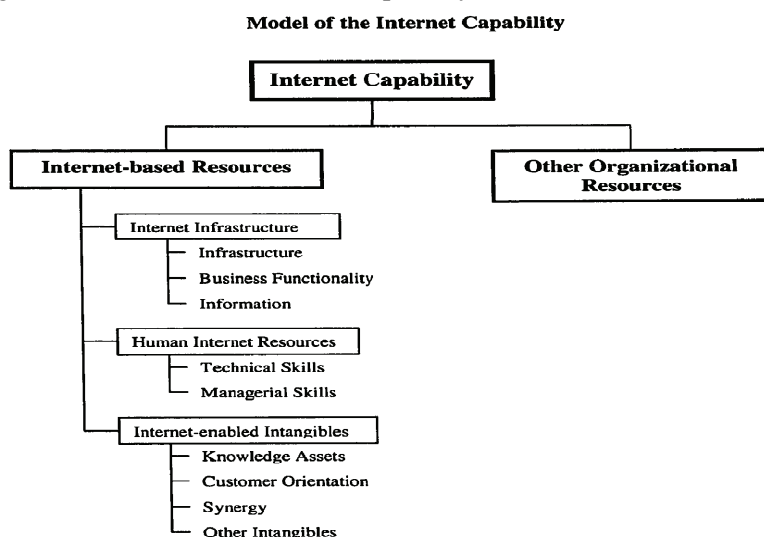 Model of the Internet Capability
Internet Capability
Internet-based Resources
Other Organizational
Resources
Internet Infrastructure
Infrastructure
Business Functionality
Information
Human Internet Resources
Technical Skills
Managerial Skills
Internet-enabled Intangibles
Knowledge Assets
Customer Orientation
Synergy
Other Intangibles